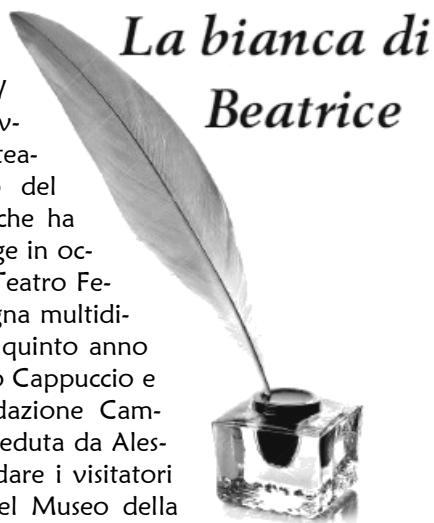 La bianca di
Beatrice
tea-
del
che ha
ge in oc-
Teatro Fe-
gna multidi-
quinto anno
o Cappuccio e
dazione Cam-
eduta da Ales-
dare i visitatori
el Museo della